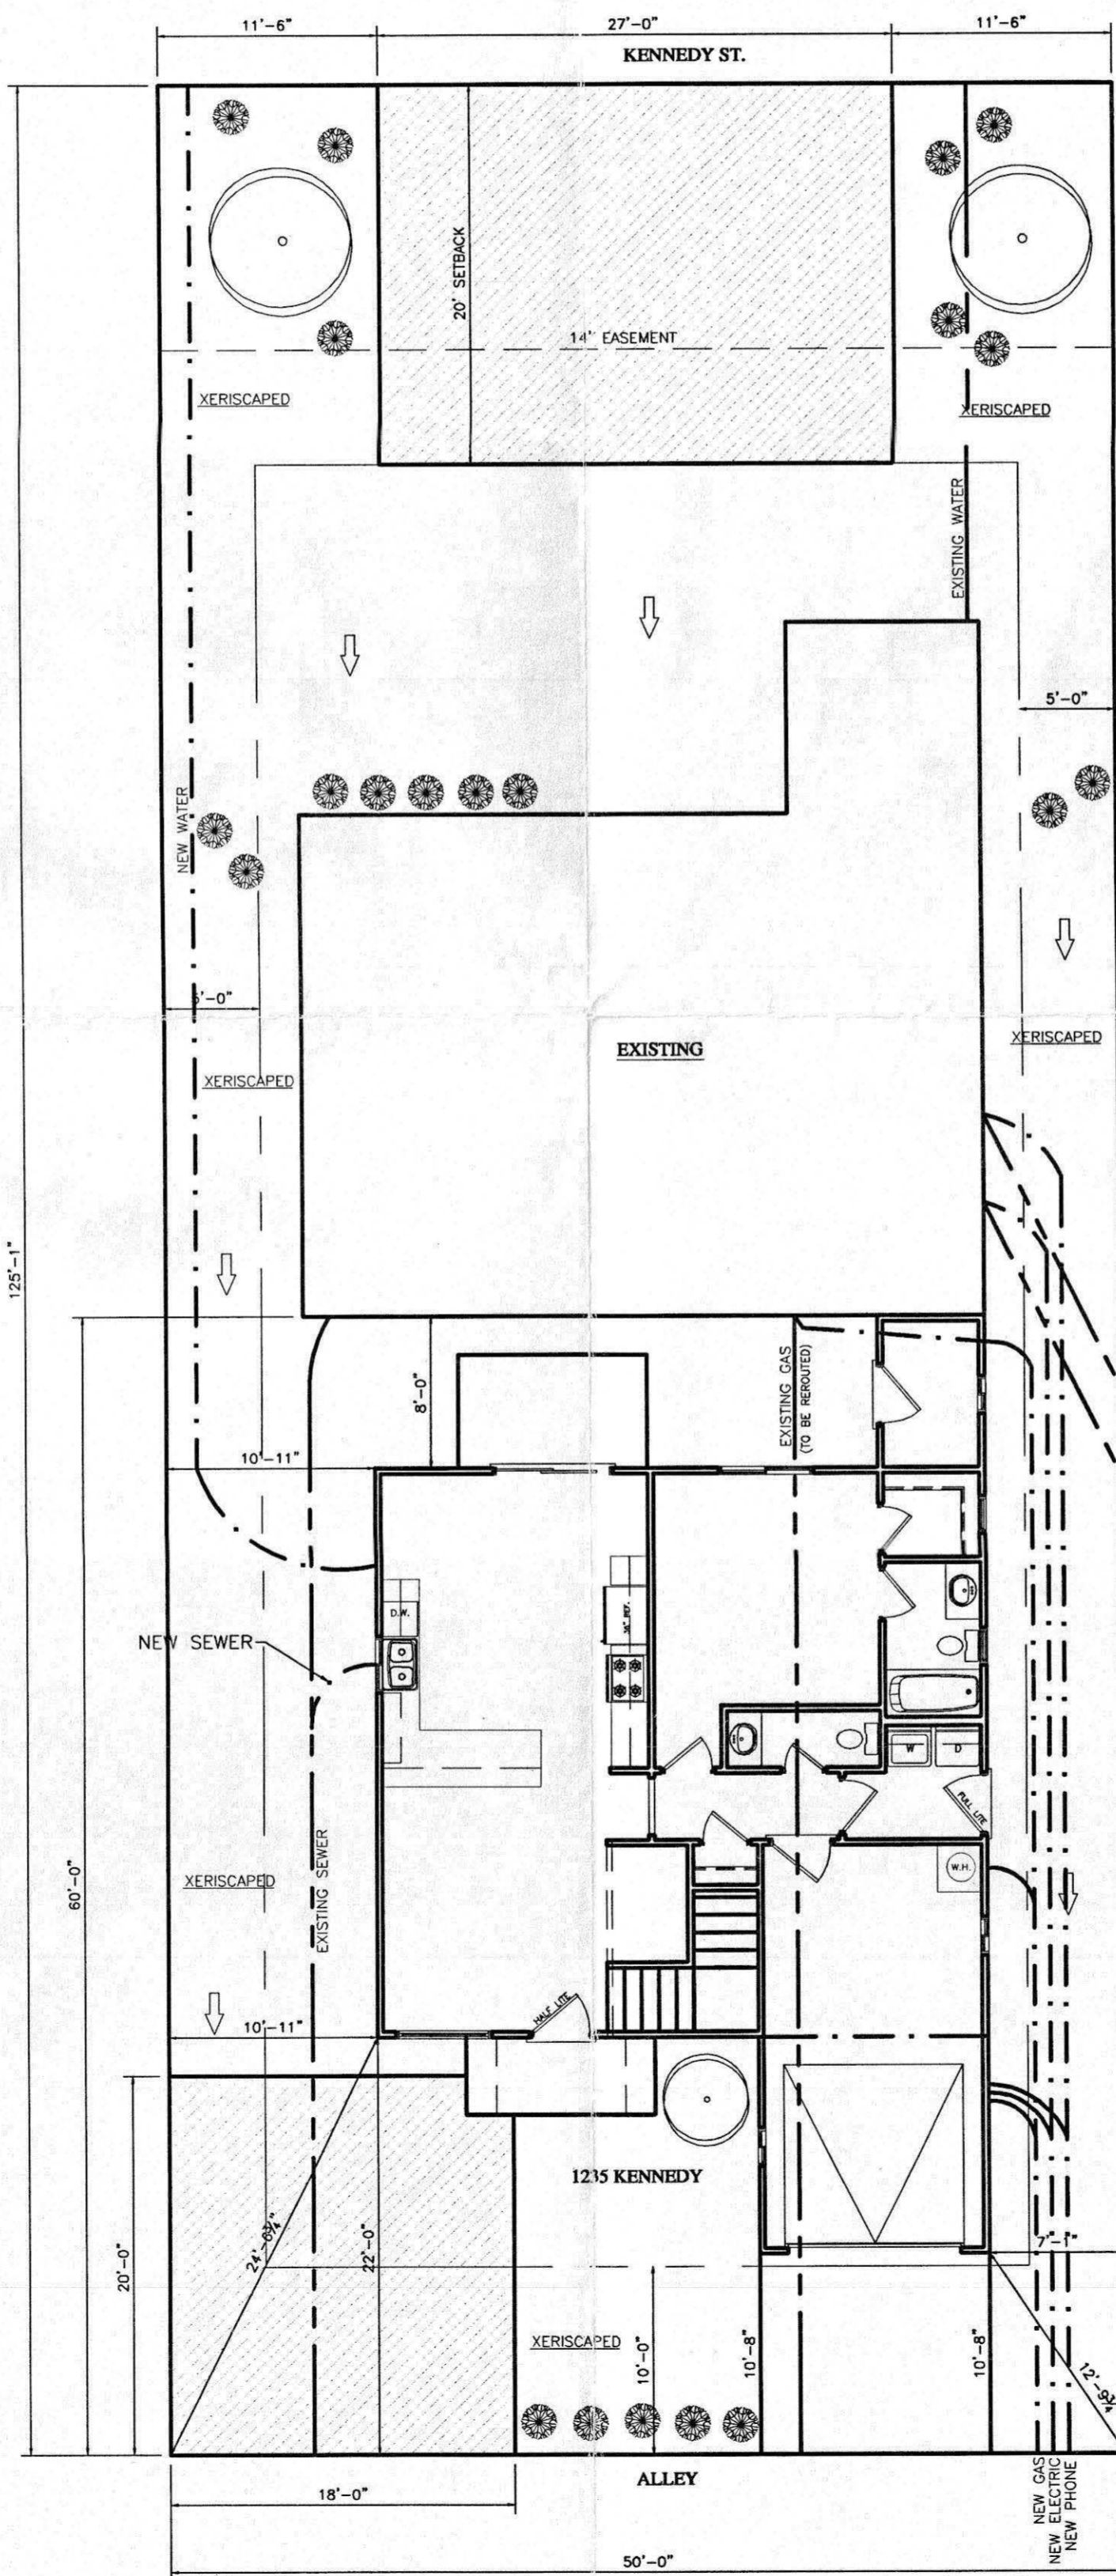 11'-6"
27'-0"
11'-6"
KENNEDY ST.
20' SETBACK
14' EASEMENT
XERISCAPED
XERISCAPED
EXISTING WATER
5'-0"
NEW WATER
XERISCAPED
EXISTING
XERISCAPED
125'-1"
8'-0"
EXISTING GAS
(TO BE REROUTED)
10'-11"
D.W.
36" REF.
NEW SEWER
W
D
FULL LITE
W.H.
XERISCAPED
EXISTING SEWER
60'-0"
10'-11"
HALF LITE
1235 KENNEDY
24'-6¾"
22'-0"
20'-0"
7'-1"
XERISCAPED
10'-0"
10'-8"
10'-8"
ALLEY
NEW GAS
NEW ELECTRIC
NEW PHONE
18'-0"
50'-0"